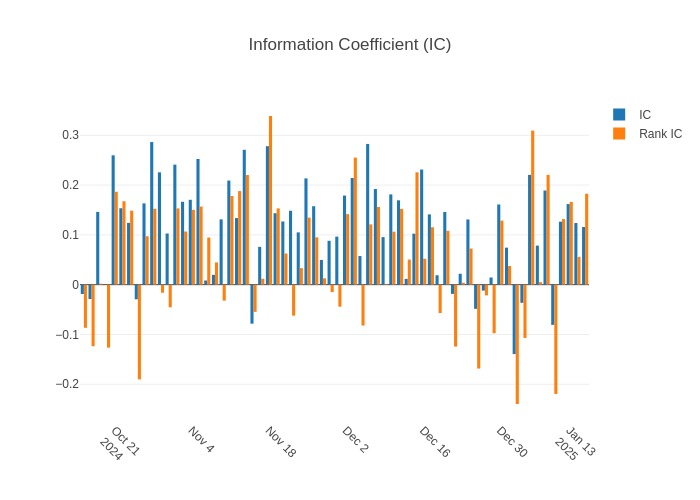 Information Coefficient (IC)
IC
Rank IC
0.3
0.2
0.1
0
−0.1
−0.2
Oct 21
2024
Nov 4
Nov 18
Dec 2
Dec 16
Dec 30
Jan 13
2025